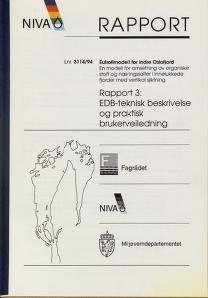 NIVA
RAPPORT
Lnr. 3114/94
Eutrofimodell for indre Oslofjord
En modell for omsetning av organiske
stoff og næringssalter i innelukkede
fjorder med vertikal sjiktning
Rapport 3:
EDB-teknisk beskrivelse
og praktisk
brukerveiledning
F
Fagrådet
NIVA
Miljøverndepartementet